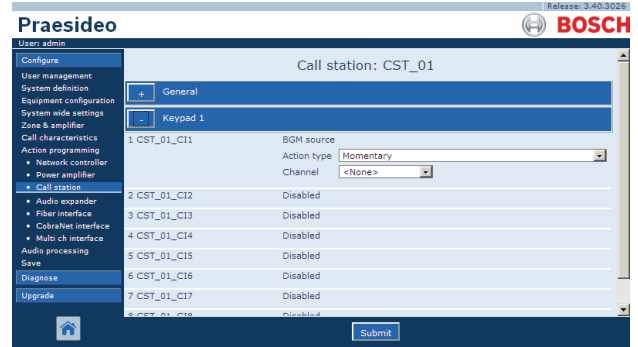 Release: 3.40.3026
Praesideo
BOSCH
User: admin
Configure
User management
System definition
Equipment configuration
System wide settings
Zone & amplifier
Call characteristics
Action programming
• Network controller
• Power amplifier
• Call station
• Audio expander
• Fiber interface
• CobraNet interface
• Multi ch interface
Audio processing
Save
Diagnose
Upgrade
Call station: CST_01
+ General
- Keypad 1
1 CST_01_CI1 BGM source
Action type Momentary
Channel <None>
2 CST_01_CI2 Disabled
3 CST_01_CI3 Disabled
4 CST_01_CI4 Disabled
5 CST_01_CI5 Disabled
6 CST_01_CI6 Disabled
7 CST_01_CI7 Disabled
8 CST_01_CI8 Disabled
Submit